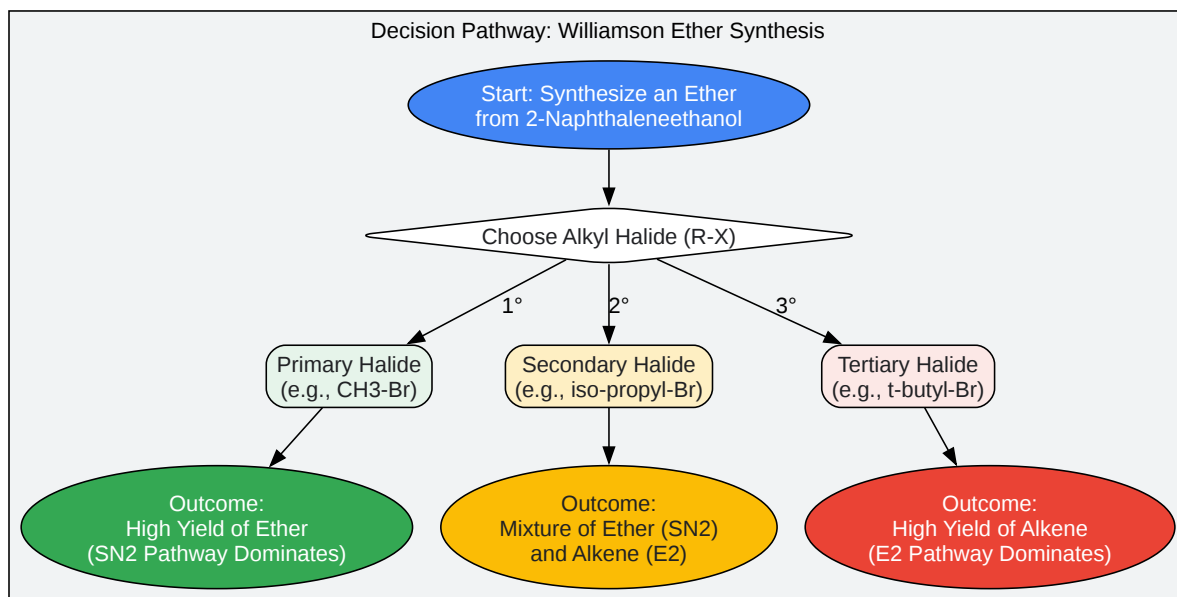 Decision Pathway: Williamson Ether Synthesis
Start: Synthesize an Ether
from 2-Naphthaleneethanol
Choose Alkyl Halide (R-X)
1°
2°
3°
Primary Halide
(e.g., CH3-Br)
Secondary Halide
(e.g., iso-propyl-Br)
Tertiary Halide
(e.g., t-butyl-Br)
Outcome:
High Yield of Ether
(SN2 Pathway Dominates)
Outcome:
Mixture of Ether (SN2)
and Alkene (E2)
Outcome:
High Yield of Alkene
(E2 Pathway Dominates)